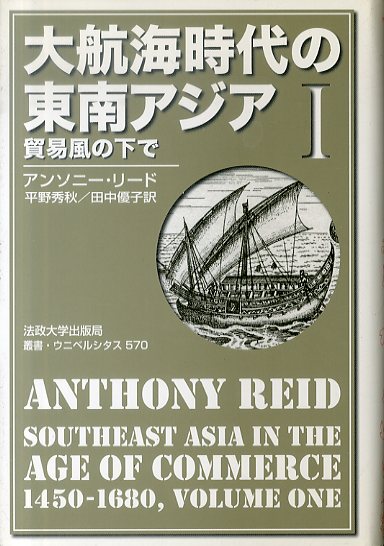 大航海時代の
東南アジア
I
貿易風の下で
アンソニー・リード
平野秀秋/田中優子訳
法政大学出版局
叢書・ウニベルシタス 570
ANTHONY REID
SOUTHEAST ASIA IN THE
AGE OF COMMERCE
1450-1680, VOLUME ONE